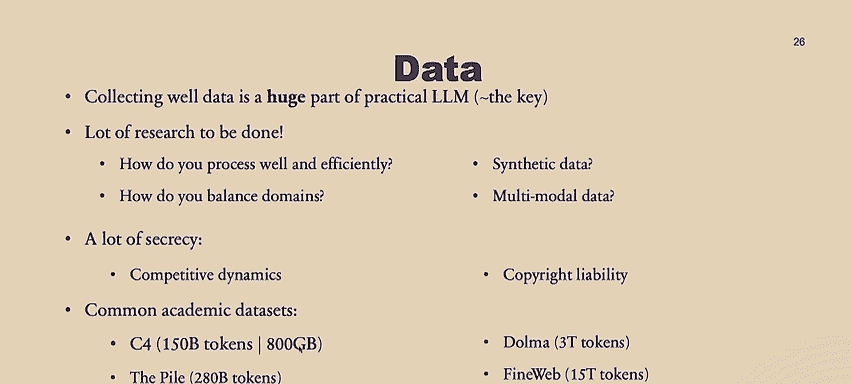 26
Data
• Collecting well data is a huge part of practical LLM (~the key)
• Lot of research to be done!
• How do you process well and efficiently?
• Synthetic data?
• How do you balance domains?
• Multi-modal data?
• A lot of secrecy:
• Competitive dynamics
• Copyright liability
• Common academic datasets:
• C4 (150B tokens | 800GB)
• Dolma (3T tokens)
• The Pile (280B tokens)
• FineWeb (15T tokens)